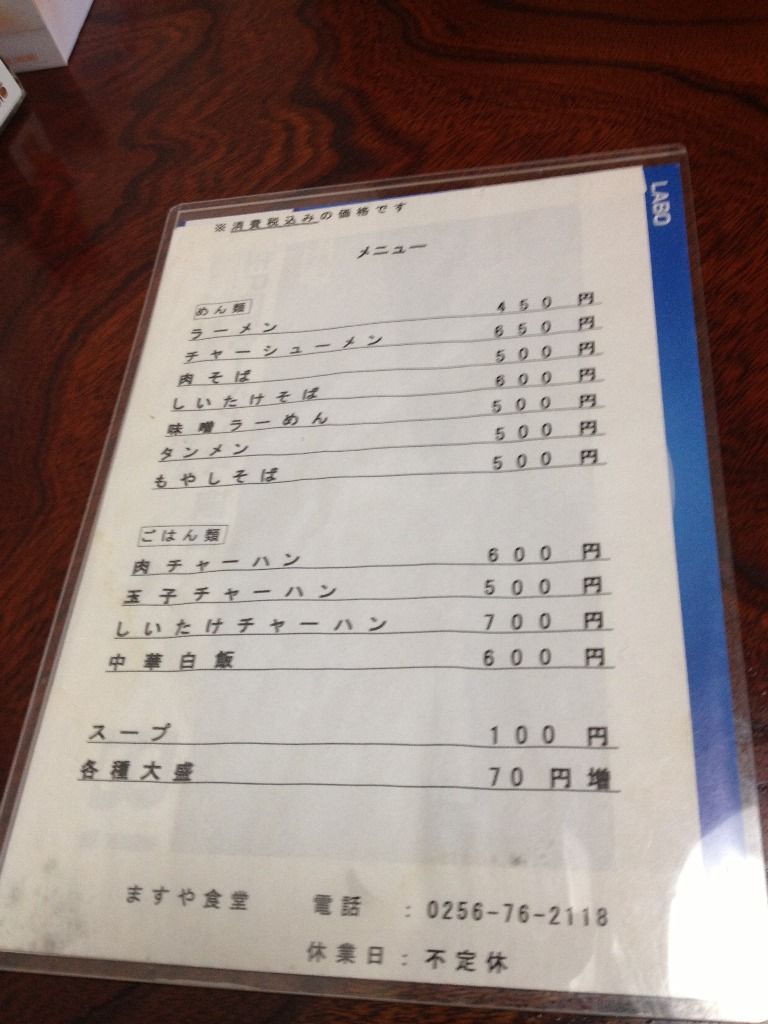 LABO
※消費税込みの価格です
メニュー
めん類
ラーメン 450 円
チャーシューメン 650 円
肉そば 500 円
しいたけそば 600 円
味噌ラーめん 500 円
タンメン 500 円
もやしそば 500 円
ごはん類
肉チャーハン 600 円
玉子チャーハン 500 円
しいたけチャーハン 700 円
中華白飯 600 円
スープ 100 円
各種大盛 70 円増
ますや食堂 電話 : 0256-76-2118
休業日 : 不定休